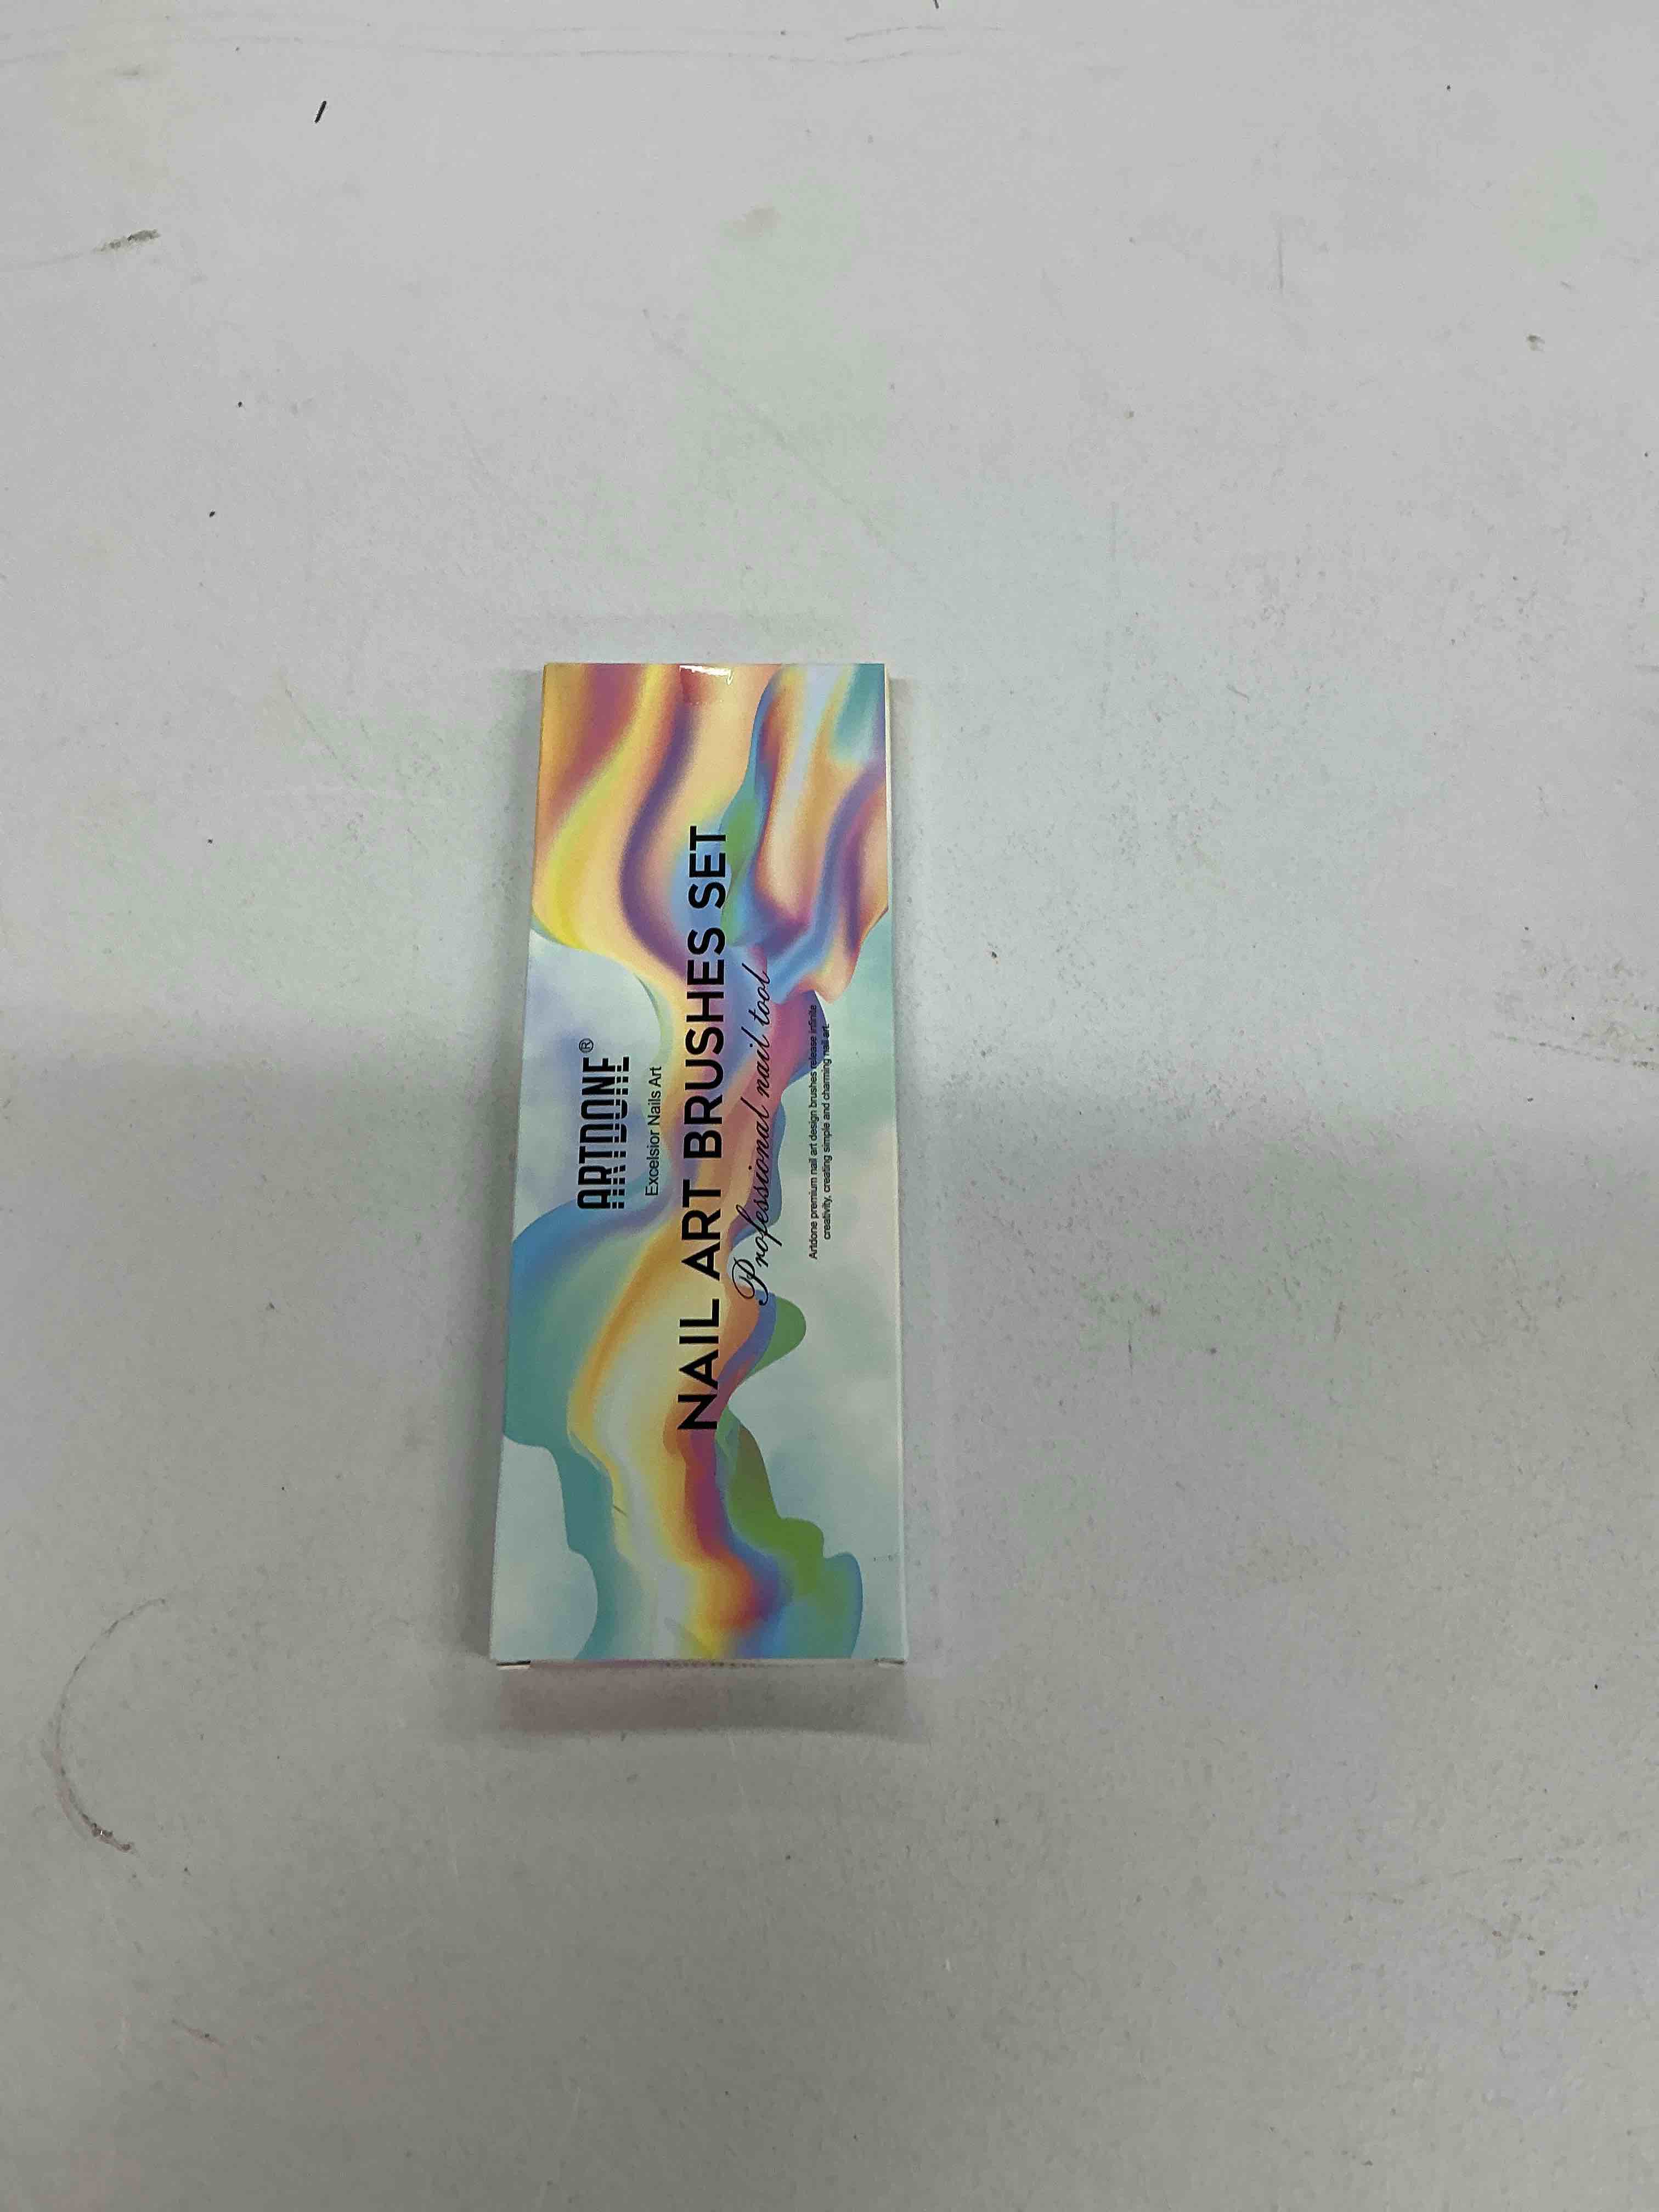 ARTDONE®
Excelsior Nails Art
NAIL ART BRUSHES SET
Professional nail tool
Artdone premium nail art design brushes release infinite
creativity, creating simple and charming nail art.